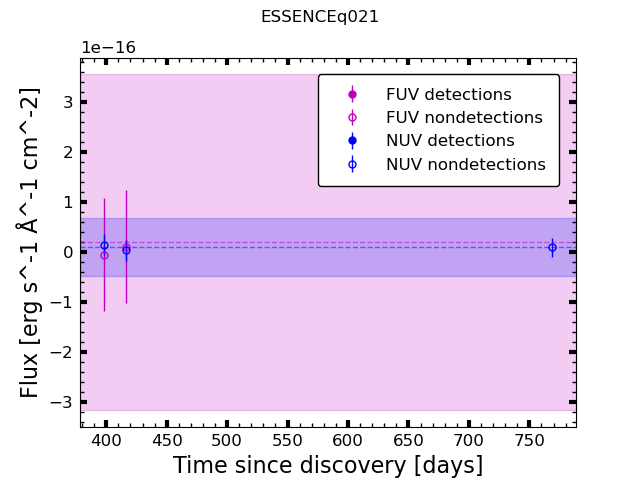 ESSENCEq021
1e−16
FUV detections
FUV nondetections
NUV detections
NUV nondetections
3
2
1
0
−1
−2
−3
Flux [erg s^-1 Å^-1 cm^-2]
400 450 500 550 600 650 700 750
Time since discovery [days]